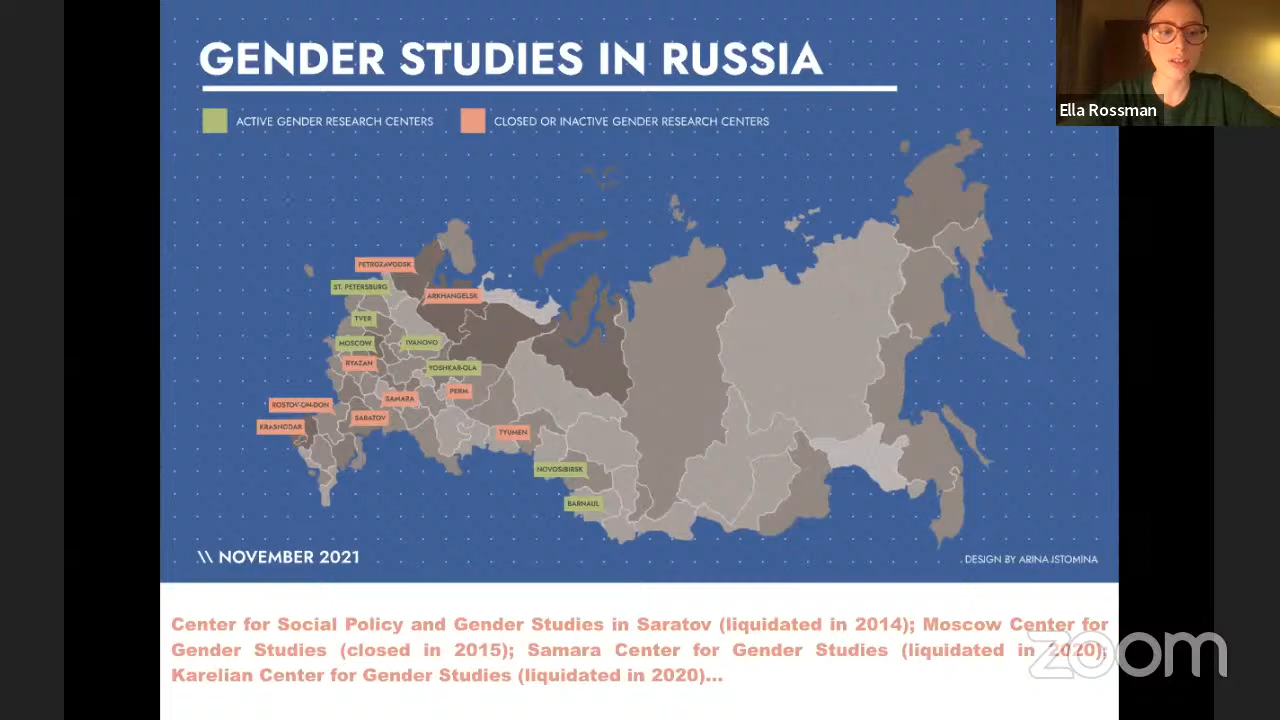 GENDER STUDIES IN RUSSIA
ACTIVE GENDER RESEARCH CENTERS
CLOSED OR INACTIVE GENDER RESEARCH CENTERS
Ella Rossman
PETROZAVODSK
ST. PETERSBURG
ARKHANGELSK
TVER
MOSCOW
IVANOVO
RYAZAN
YOSHKAR-OLA
PERM
SAMARA
ROSTOV-ON-DON
SARATOV
KRASNODAR
TYUMEN
NOVOSIBIRSK
BARNAUL
\\ NOVEMBER 2021
DESIGN BY ARINA ISTOMINA
Center for Social Policy and Gender Studies in Saratov (liquidated in 2014); Moscow Center for
Gender Studies (closed in 2015); Samara Center for Gender Studies (liquidated in 2020);
Karelian Center for Gender Studies (liquidated in 2020)...
zoom